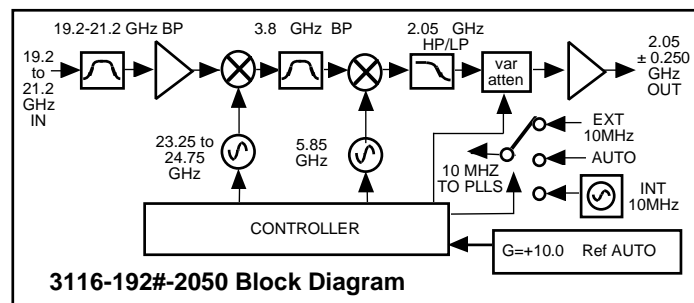 19.2-21.2 GHz BP
3.8 GHz BP
2.05 GHz
HP/LP
19.2
to
21.2
GHz
IN
var
atten
2.05
± 0.250
GHz
OUT
23.25 to
24.75
GHz
5.85
GHz
10 MHZ
TO PLLS
EXT
10MHz
AUTO
INT
10MHz
CONTROLLER
G=+10.0 Ref AUTO
3116-192#-2050 Block Diagram